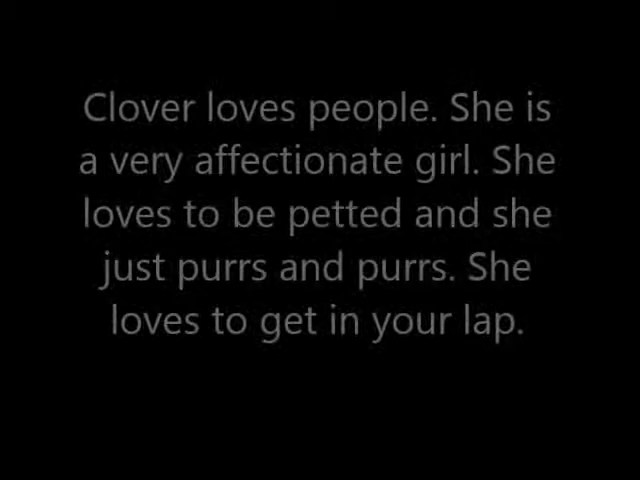 Clover loves people. She is
a very affectionate girl. She
loves to be petted and she
just purrs and purrs. She
loves to get in your lap.